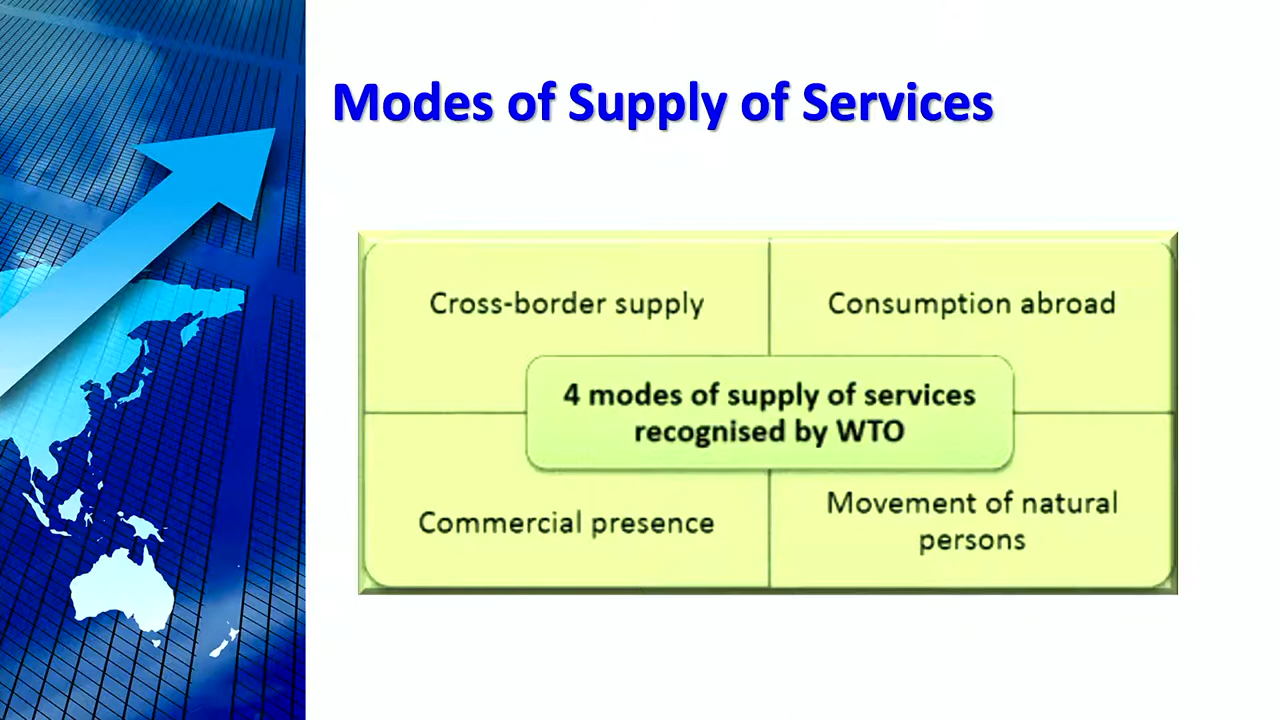 Modes of Supply of Services
Cross-border supply
Consumption abroad
4 modes of supply of services
recognised by WTO
Commercial presence
Movement of natural
persons